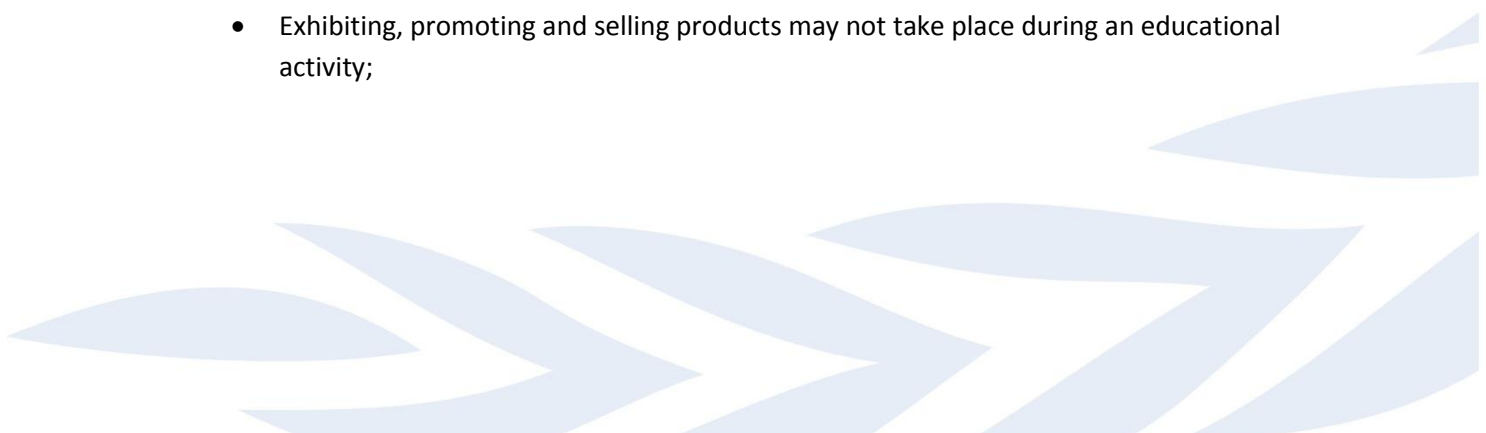 • Exhibiting, promoting and selling products may not take place during an educational
activity;